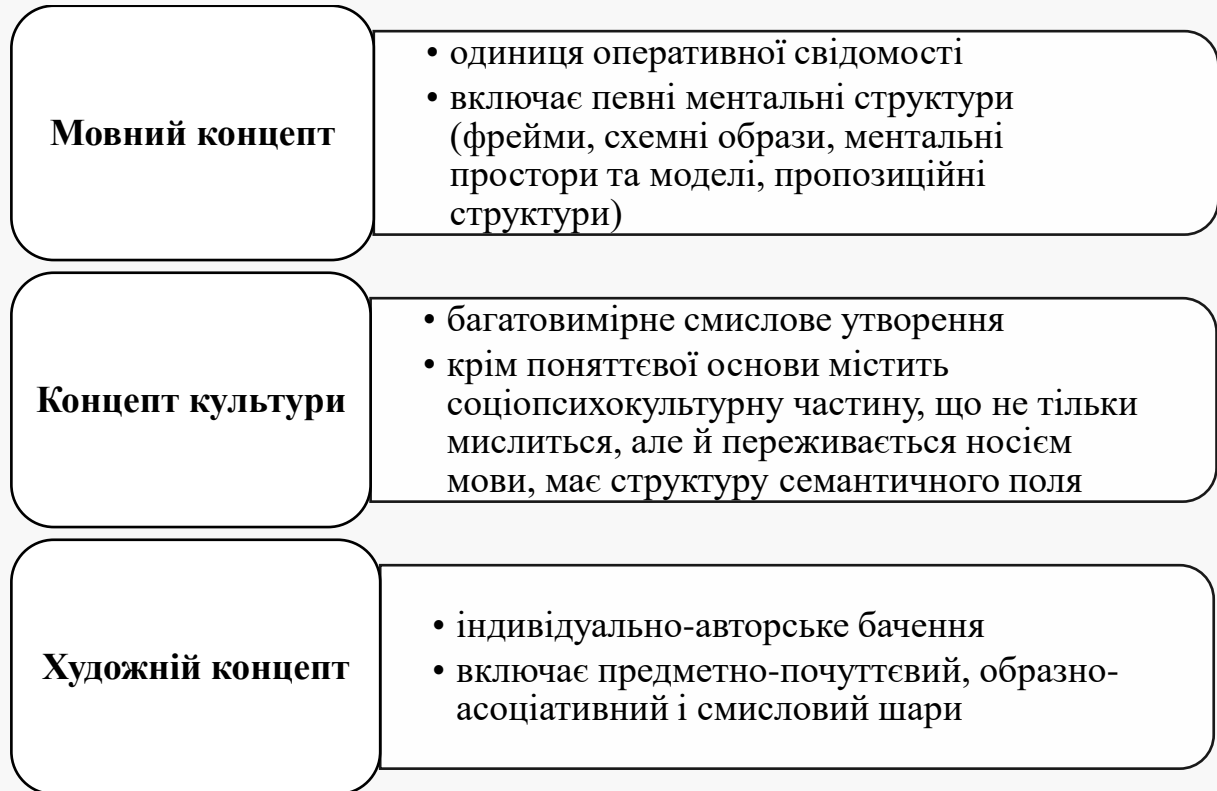 Мовний концепт
• одиниця оперативної свідомості
• включає певні ментальні структури
(фрейми, схемні образи, ментальні
простори та моделі, пропозиційні
структури)
Концепт культури
• багатовимірне смислове утворення
• крім поняттєвої основи містить
соціопсихокультурну частину, що не тільки
мислиться, але й переживається носієм
мови, має структуру семантичного поля
Художній концепт
• індивідуально-авторське бачення
• включає предметно-почуттєвий, образно-
асоціативний і смисловий шари